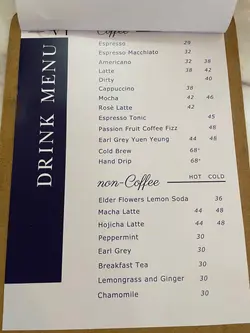 DRINK MENU
Coffee
Espresso 29
Espresso Macchiato 32
Americano 32 38
Latte 38 42
Dirty 40
Cappuccino 38
Mocha 42 46
Rosè Latte 42
Espresso Tonic 45
Passion Fruit Coffee Fizz 48
Earl Grey Yuen Yeung 44 48
Cold Brew 68+
Hand Drip 68+
non-Coffee HOT COLD
Elder Flowers Lemon Soda 36
Macha Latte 44 48
Hojicha Latte 44 48
Peppermint 30
Earl Grey 30
Breakfast Tea 30
Lemongrass and Ginger 30
Chamomile 30